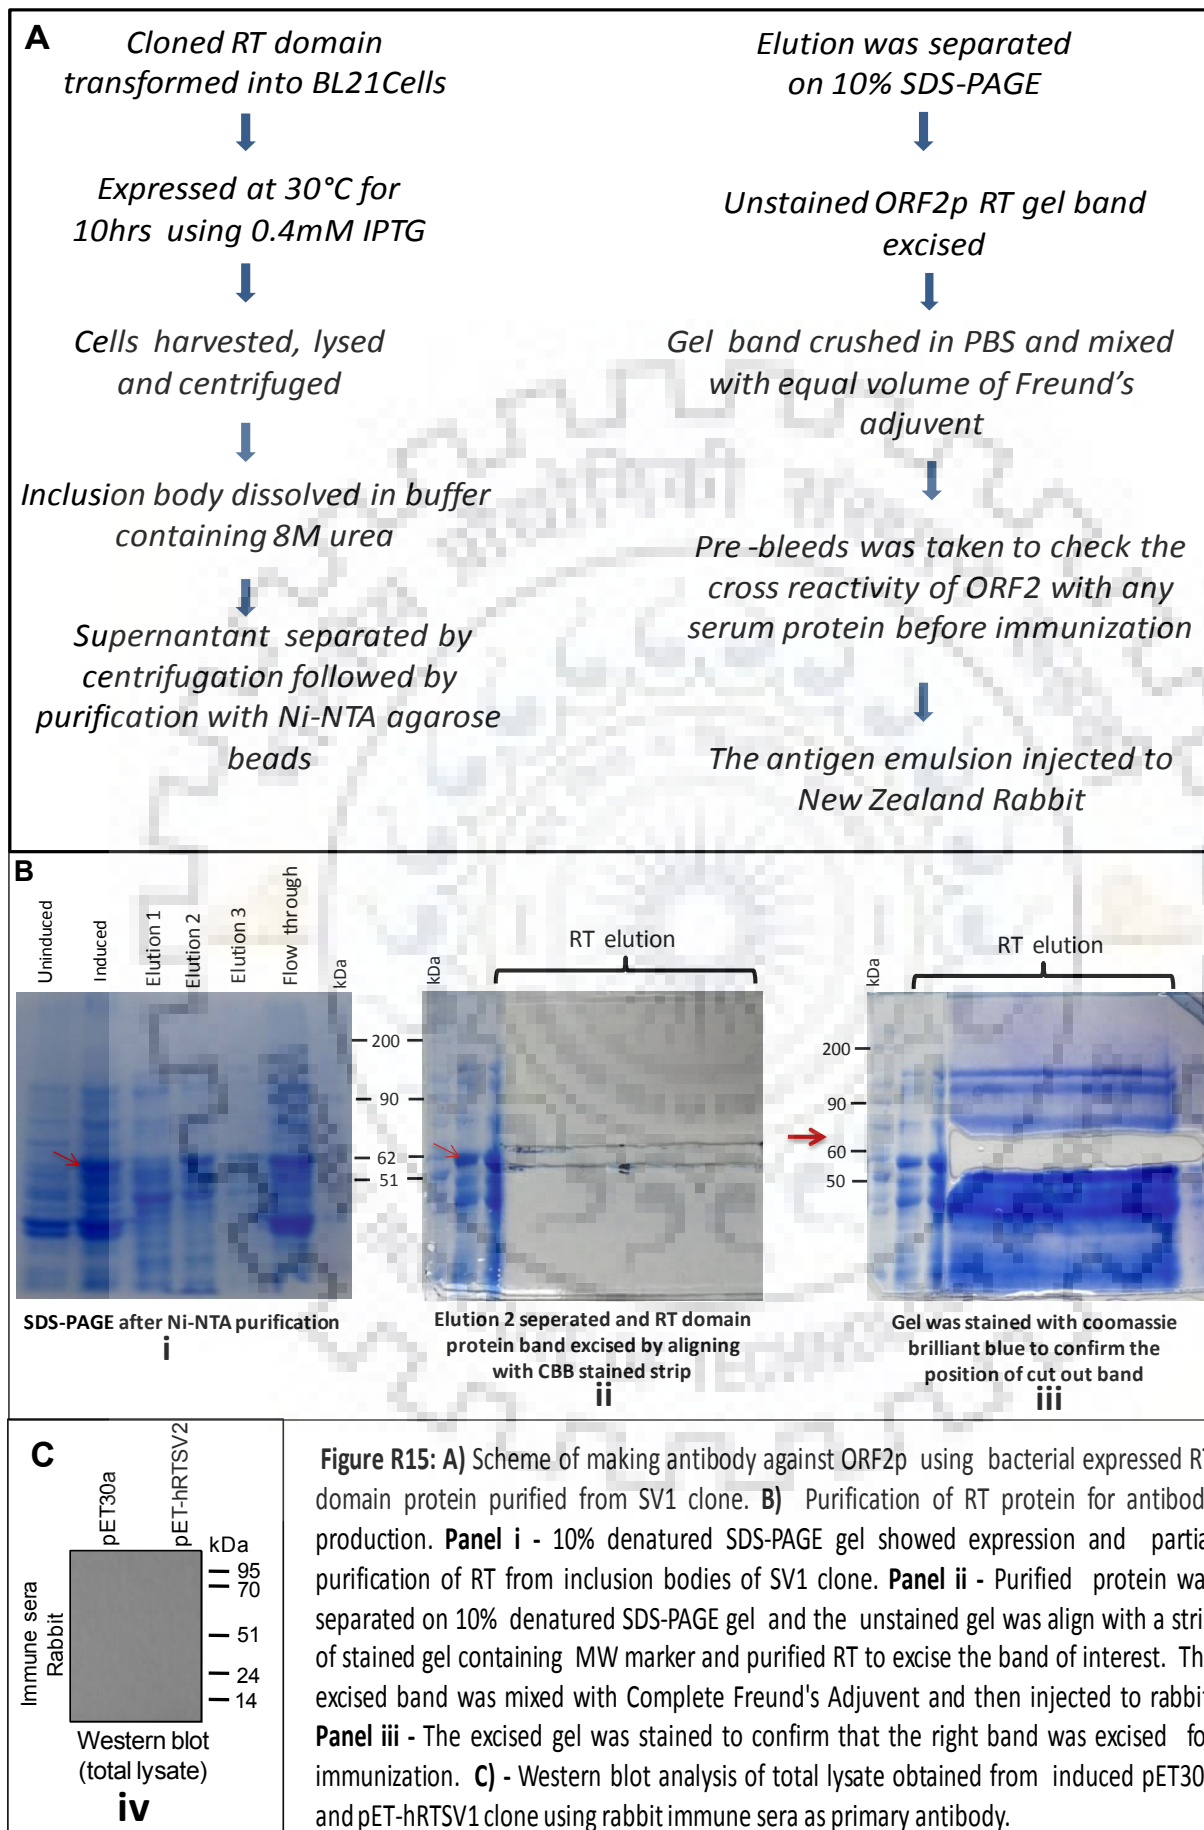 A
Cloned RT domain
transformed into BL21Cells
Expressed at 30°C for
10hrs using 0.4mM IPTG
Cells harvested, lysed
and centrifuged
Inclusion body dissolved in buffer
containing 8M urea
Supernantant separated by
centrifugation followed by
purification with Ni-NTA agarose
beads
Elution was separated
on 10% SDS-PAGE
Unstained ORF2p RT gel band
excised
Gel band crushed in PBS and mixed
with equal volume of Freund's
adjuvent
Pre -bleeds was taken to check the
cross reactivity of ORF2 with any
serum protein before immunization
The antigen emulsion injected to
New Zealand Rabbit
B
Uninduced
Induced
Elution 1
Elution 2
Elution 3
Flow through
kDa
200
90
62
51
SDS-PAGE after Ni-NTA purification
i
kDa
RT elution
Elution 2 seperated and RT domain
protein band excised by aligning
with CBB stained strip
ii
kDa
RT elution
200
90
60
50
Gel was stained with coomassie
brilliant blue to confirm the
position of cut out band
iii
C
pET30a
pET-hRTSV2
kDa
95
70
51
24
14
Immune sera
Rabbit
Western blot
(total lysate)
iv
Figure R15: A) Scheme of making antibody against ORF2p using bacterial expressed R
domain protein purified from SV1 clone. B) Purification of RT protein for antibod
production. Panel i - 10% denatured SDS-PAGE gel showed expression and partia
purification of RT from inclusion bodies of SV1 clone. Panel ii - Purified protein wa
separated on 10% denatured SDS-PAGE gel and the unstained gel was align with a stri
of stained gel containing MW marker and purified RT to excise the band of interest. Th
excised band was mixed with Complete Freund's Adjuvent and then injected to rabbit
Panel iii - The excised gel was stained to confirm that the right band was excised fo
immunization. C) - Western blot analysis of total lysate obtained from induced pET30
and pET-hRTSV1 clone using rabbit immune sera as primary antibody.